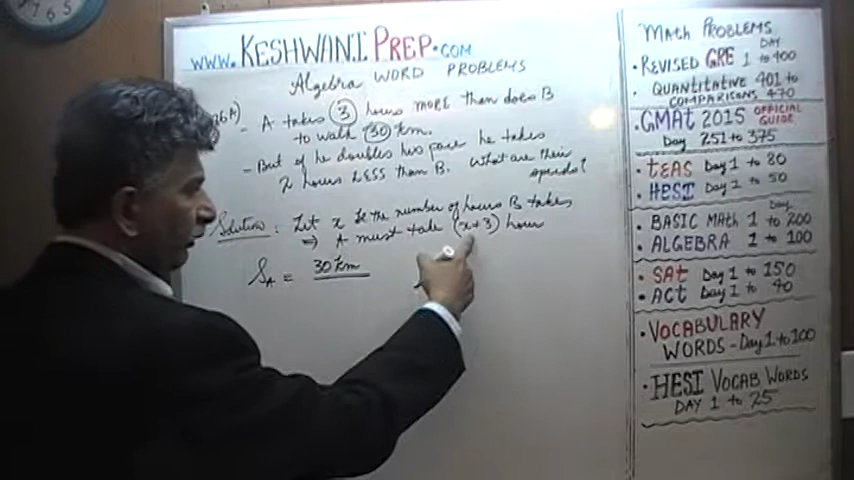 7 6 5
www. KESHWANI PREP.COM
Algebra WORD PROBLEMS
26A) - A takes 3 hours MORE than does B
to walk 30 km.
- But if he doubles his pace he takes
2 hours LESS than B. What are their
speeds?
Solution: Let x be the number of hours B takes
⇒ A must take (x+3) hour
S_A = 30 km
Math PROBLEMS
DAY
• REVISED GRE 1 to 400
• QUANTITATIVE 401 to
COMPARISONS 470
• GMAT 2015 OFFICIAL GUIDE
Day 251 to 375
• TEAS Day 1 to 80
• HESI Day 1 to 50
Day
• BASIC MATH 1 to 200
• ALGEBRA 1 to 100
• SAT Day 1 to 150
• ACT Day 1 to 40
• VOCABULARY
WORDS - Day 1 to 100
• HESI VOCAB WORDS
DAY 1 to 25